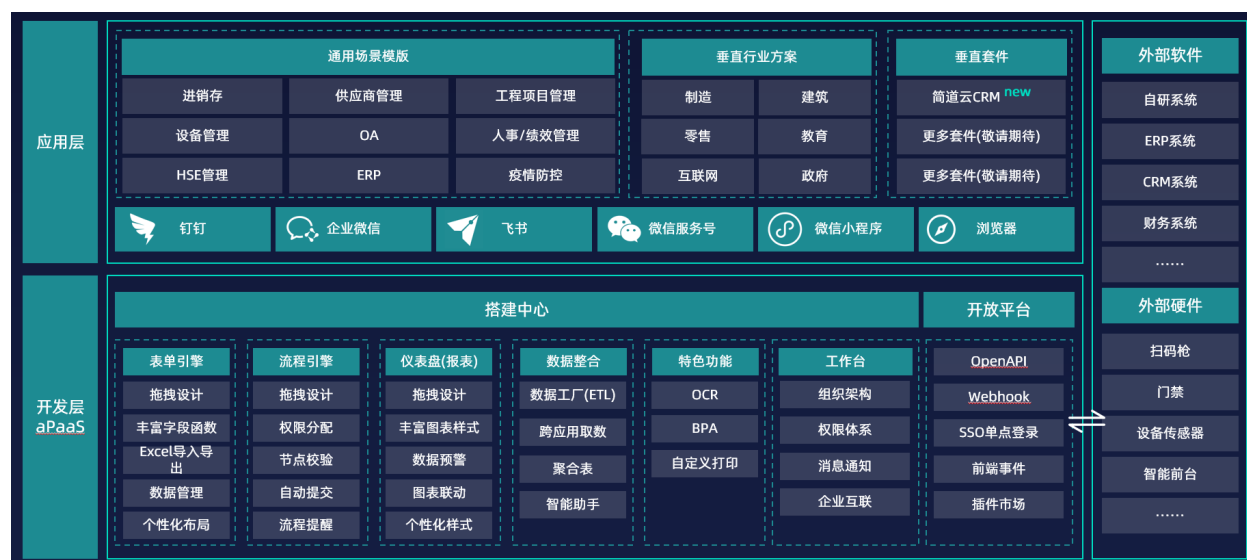 应用层
通用场景模版
进销存
供应商管理
工程项目管理
设备管理
OA
人事/绩效管理
HSE管理
ERP
疫情防控
垂直行业方案
制造
建筑
零售
教育
互联网
政府
垂直套件
简道云CRM new
更多套件(敬请期待)
更多套件(敬请期待)
钉钉
企业微信
飞书
微信服务号
微信小程序
浏览器
开发层
aPaaS
搭建中心
开放平台
表单引擎
拖拽设计
丰富字段函数
Excel导入导
出
数据管理
个性化布局
流程引擎
拖拽设计
权限分配
节点校验
自动提交
流程提醒
仪表盘(报表)
拖拽设计
丰富图表样式
数据预警
图表联动
个性化样式
数据整合
数据工厂(ETL)
跨应用取数
聚合表
智能助手
特色功能
OCR
BPA
自定义打印
工作台
组织架构
权限体系
消息通知
企业互联
OpenAPI
Webhook
SSO单点登录
前端事件
插件市场
外部软件
自研系统
ERP系统
CRM系统
财务系统
……
外部硬件
扫码枪
门禁
设备传感器
智能前台
……